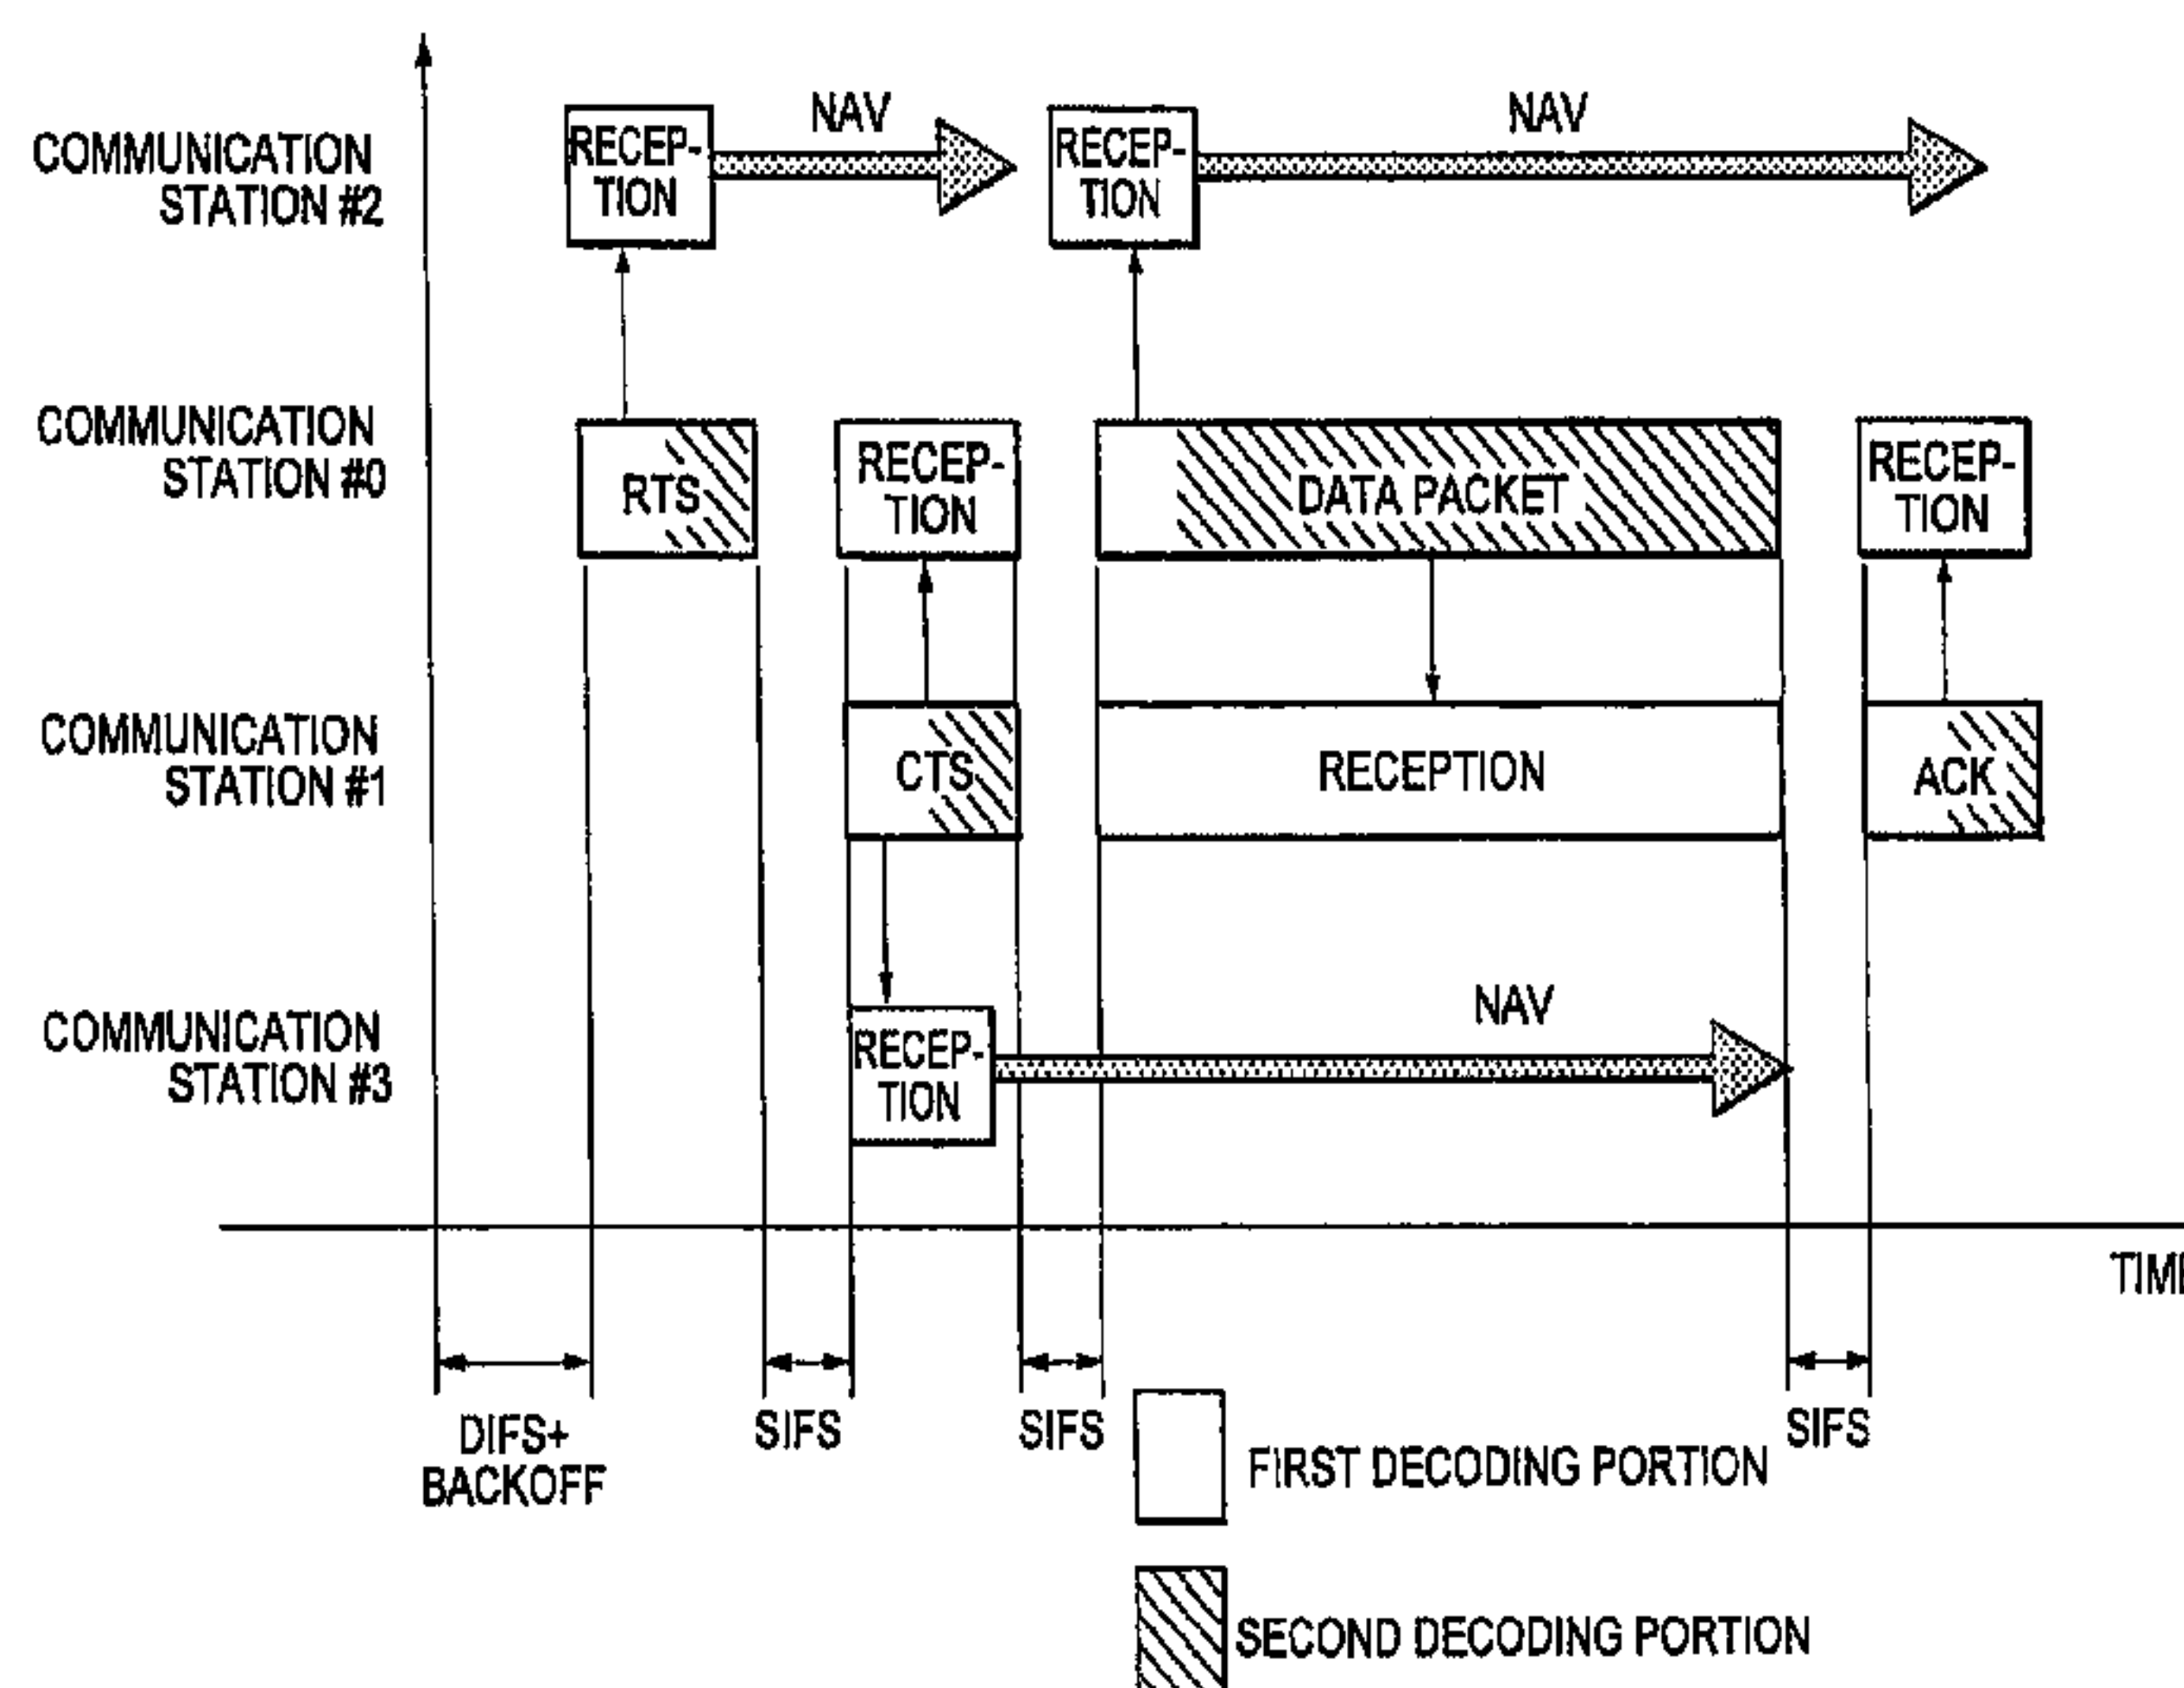 COMMUNICATION
STATION #2
RECEP-
TION
NAV
RECEP-
TION
NAV
COMMUNICATION
STATION #0
RTS
RECEP-
TION
DATA PACKET
RECEP-
TION
COMMUNICATION
STATION #1
CTS
RECEPTION
ACK
COMMUNICATION
STATION #3
RECEP-
TION
NAV
TIME
DIFS+
BACKOFF
SIFS
SIFS
SIFS
FIRST DECODING PORTION
SECOND DECODING PORTION